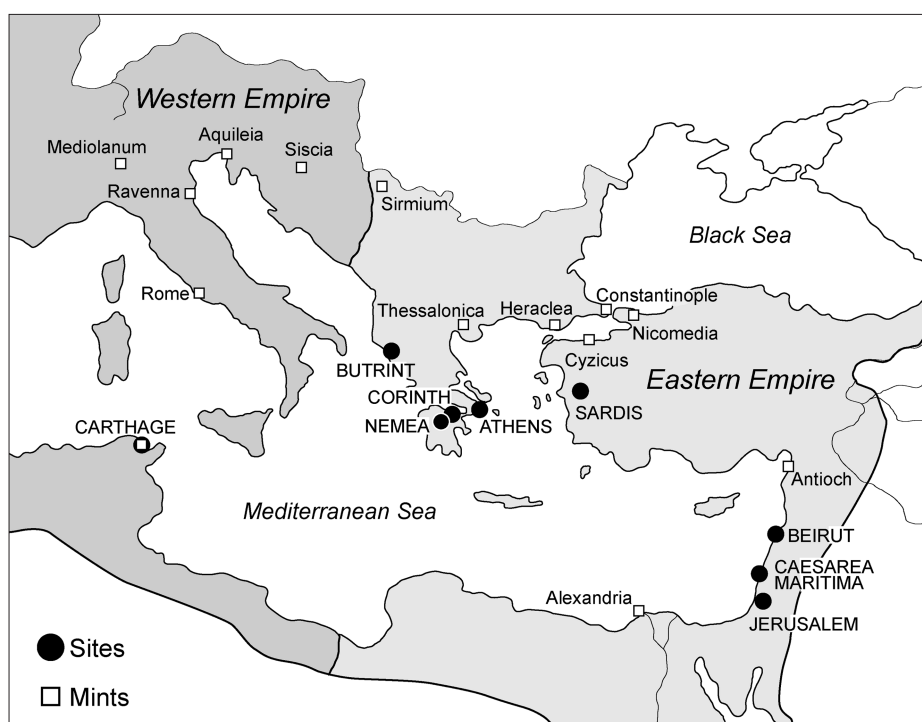 Western Empire
Aquileia
Mediolanum
Siscia
Ravenna
Sirmium
Black Sea
Rome
Constantinople
Thessalonica
Heraclea
Nicomedia
Cyzicus
BUTRINT
Eastern Empire
CORINTH
SARDIS
NEMEA
ATHENS
CARTHAGE
Antioch
Mediterranean Sea
BEIRUT
CAESAREA
MARITIMA
Alexandria
JERUSALEM
Sites
Mints